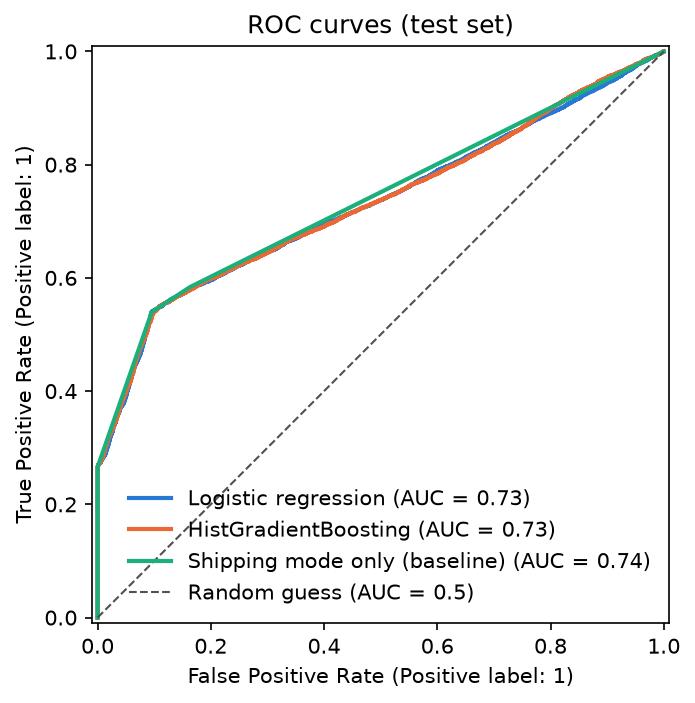 ROC curves (test set)
True Positive Rate (Positive label: 1)
1.0
0.8
0.6
0.4
0.2
0.0
Logistic regression (AUC = 0.73)
HistGradientBoosting (AUC = 0.73)
Shipping mode only (baseline) (AUC = 0.74)
Random guess (AUC = 0.5)
0.0 0.2 0.4 0.6 0.8 1.0
False Positive Rate (Positive label: 1)